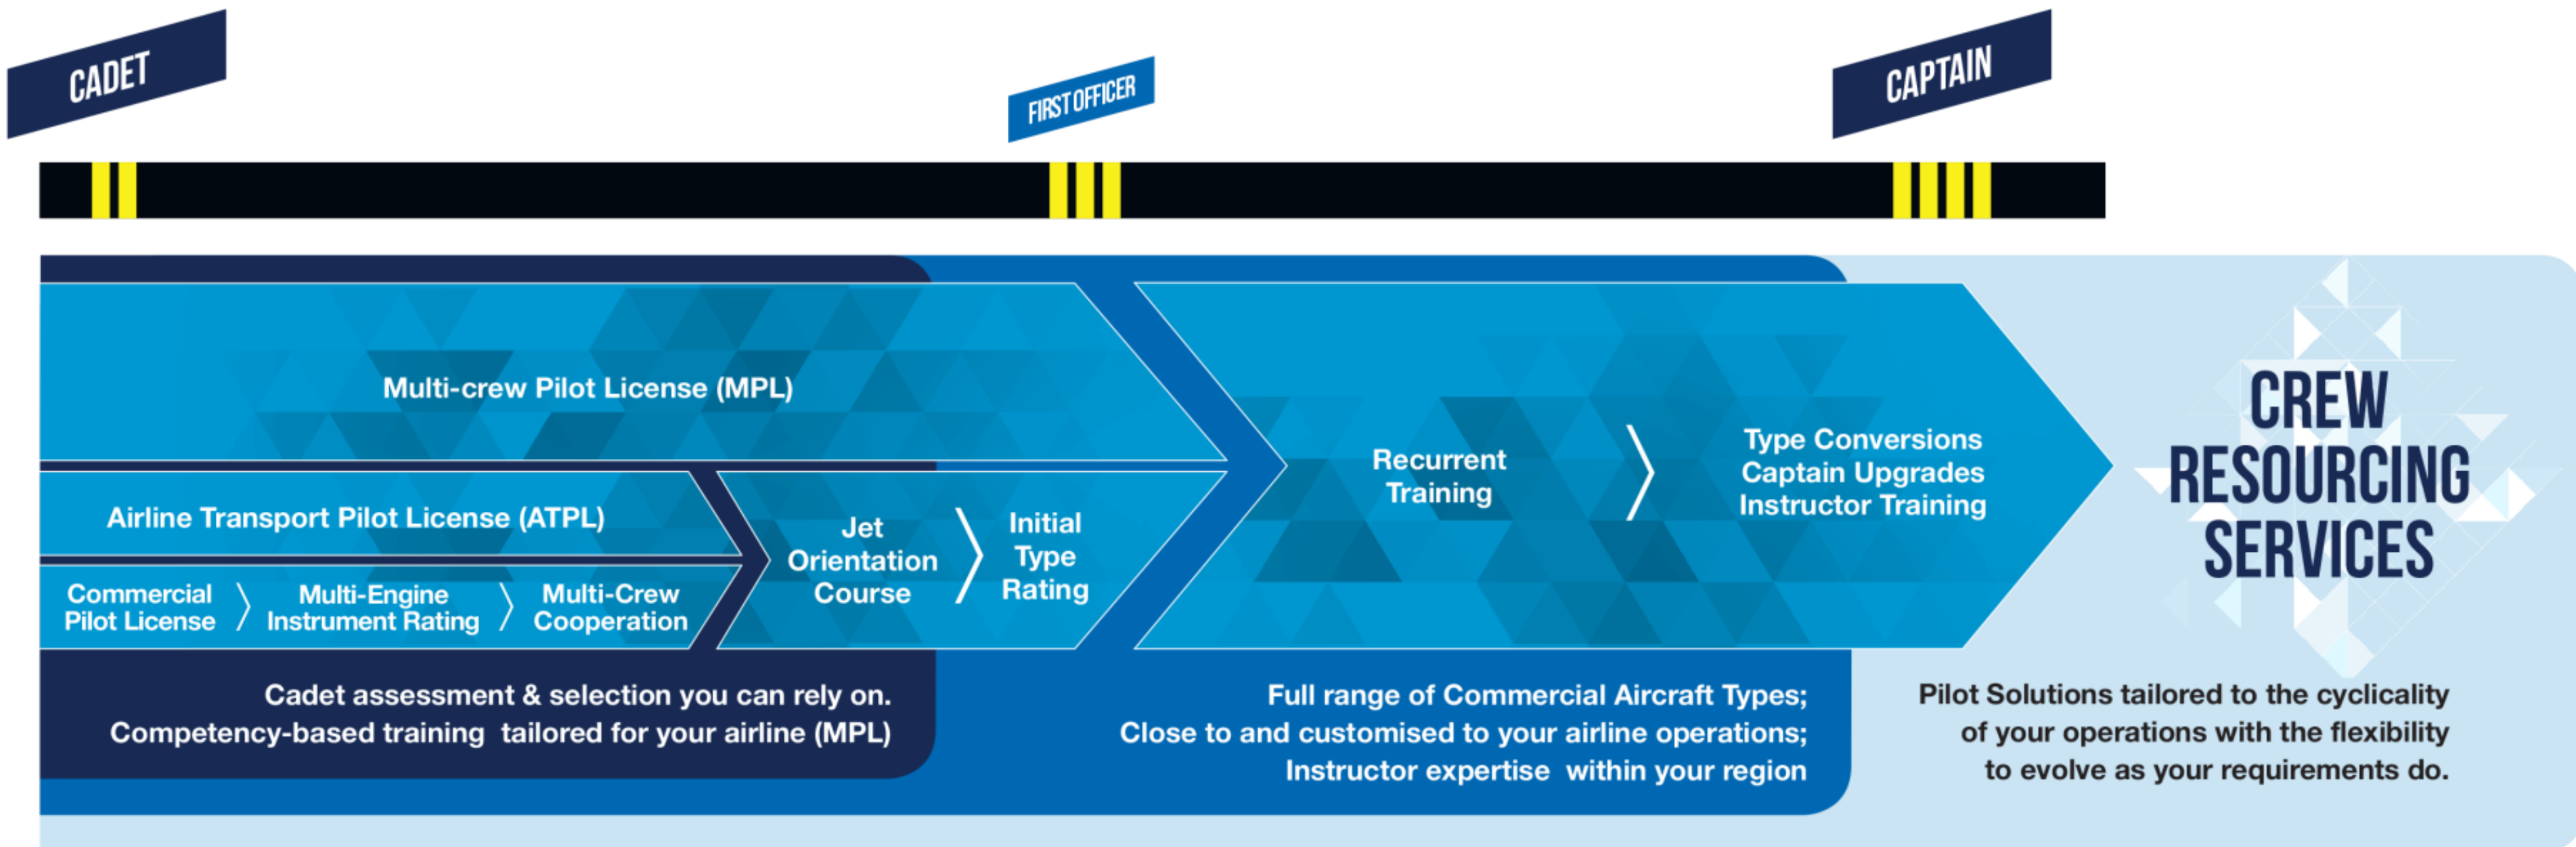 CADET
FIRST OFFICER
CAPTAIN
Multi-crew Pilot License (MPL)
Airline Transport Pilot License (ATPL)
Commercial
Pilot License
Multi-Engine
Instrument Rating
Multi-Crew
Cooperation
Jet
Orientation
Course
Initial
Type
Rating
Recurrent
Training
Type Conversions
Captain Upgrades
Instructor Training
CREW
RESOURCING
SERVICES
Cadet assessment & selection you can rely on.
Competency-based training tailored for your airline (MPL)
Full range of Commercial Aircraft Types;
Close to and customised to your airline operations;
Instructor expertise within your region
Pilot Solutions tailored to the cyclicality
of your operations with the flexibility
to evolve as your requirements do.